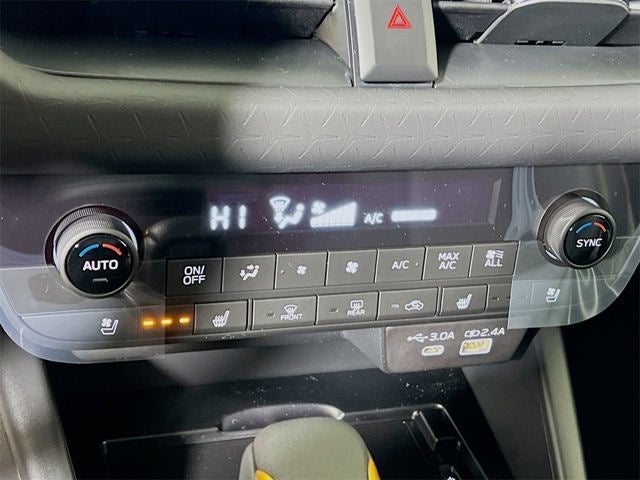 HI A/C
AUTO
ON/
OFF
A/C
MAX
A/C
ALL
SYNC
FRONT
REAR
3.0A
2.4A